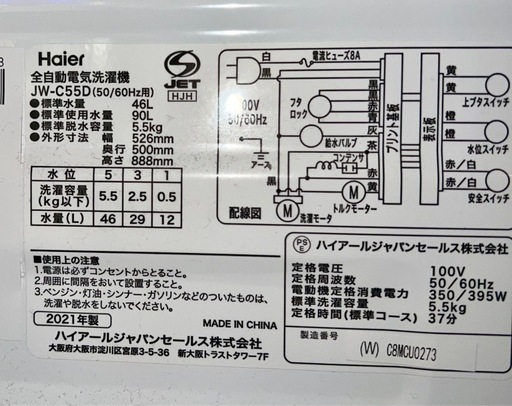 Haier
全自動電気洗濯機
JW-C55D(50/60Hz用)
JET
HJH
■標準水量 46L
■標準使用水量 90L
■標準脱水容量 5.5kg
■外形寸法 幅 526mm
奥行 500mm
高さ 888mm
水位 5 3 1
洗濯容量(kg以下) 5.5 2.5 0.5
水量(L) 46 29 12
■使用上の注意
1.電源は必ずコンセントからとること。
2.周囲に間隔をおいて設置すること。
3.ベンジン・灯油・シンナー・ガソリンなどのついたものは、
洗濯や脱水をしないでください。
2021年製
MADE IN CHINA
ハイアールジャパンセールス株式会社
大阪府大阪市淀川区宮原3-5-36 新大阪トラストタワー7F
白
黒
電流ヒューズ8A
100V
50/60Hz
アース
フタロック
黒
黒
赤
青
灰
給水バルブ
茶
コンデンサ
黒
赤
黄
M
洗濯モータ
M
トルクモーター
配線図
プリント基板
表示板
黄
黄
上ブタスイッチ
橙
橙
水位スイッチ
赤/白
赤/白
安全スイッチ
PSE
ハイアールジャパンセールス株式会社
定格電圧 100V
定格周波数 50/60Hz
電動機定格消費電力 350/395W
標準洗濯容量 5.5kg
定格時間(標準コース) 37分
製造番号
(W) C8MCU0273